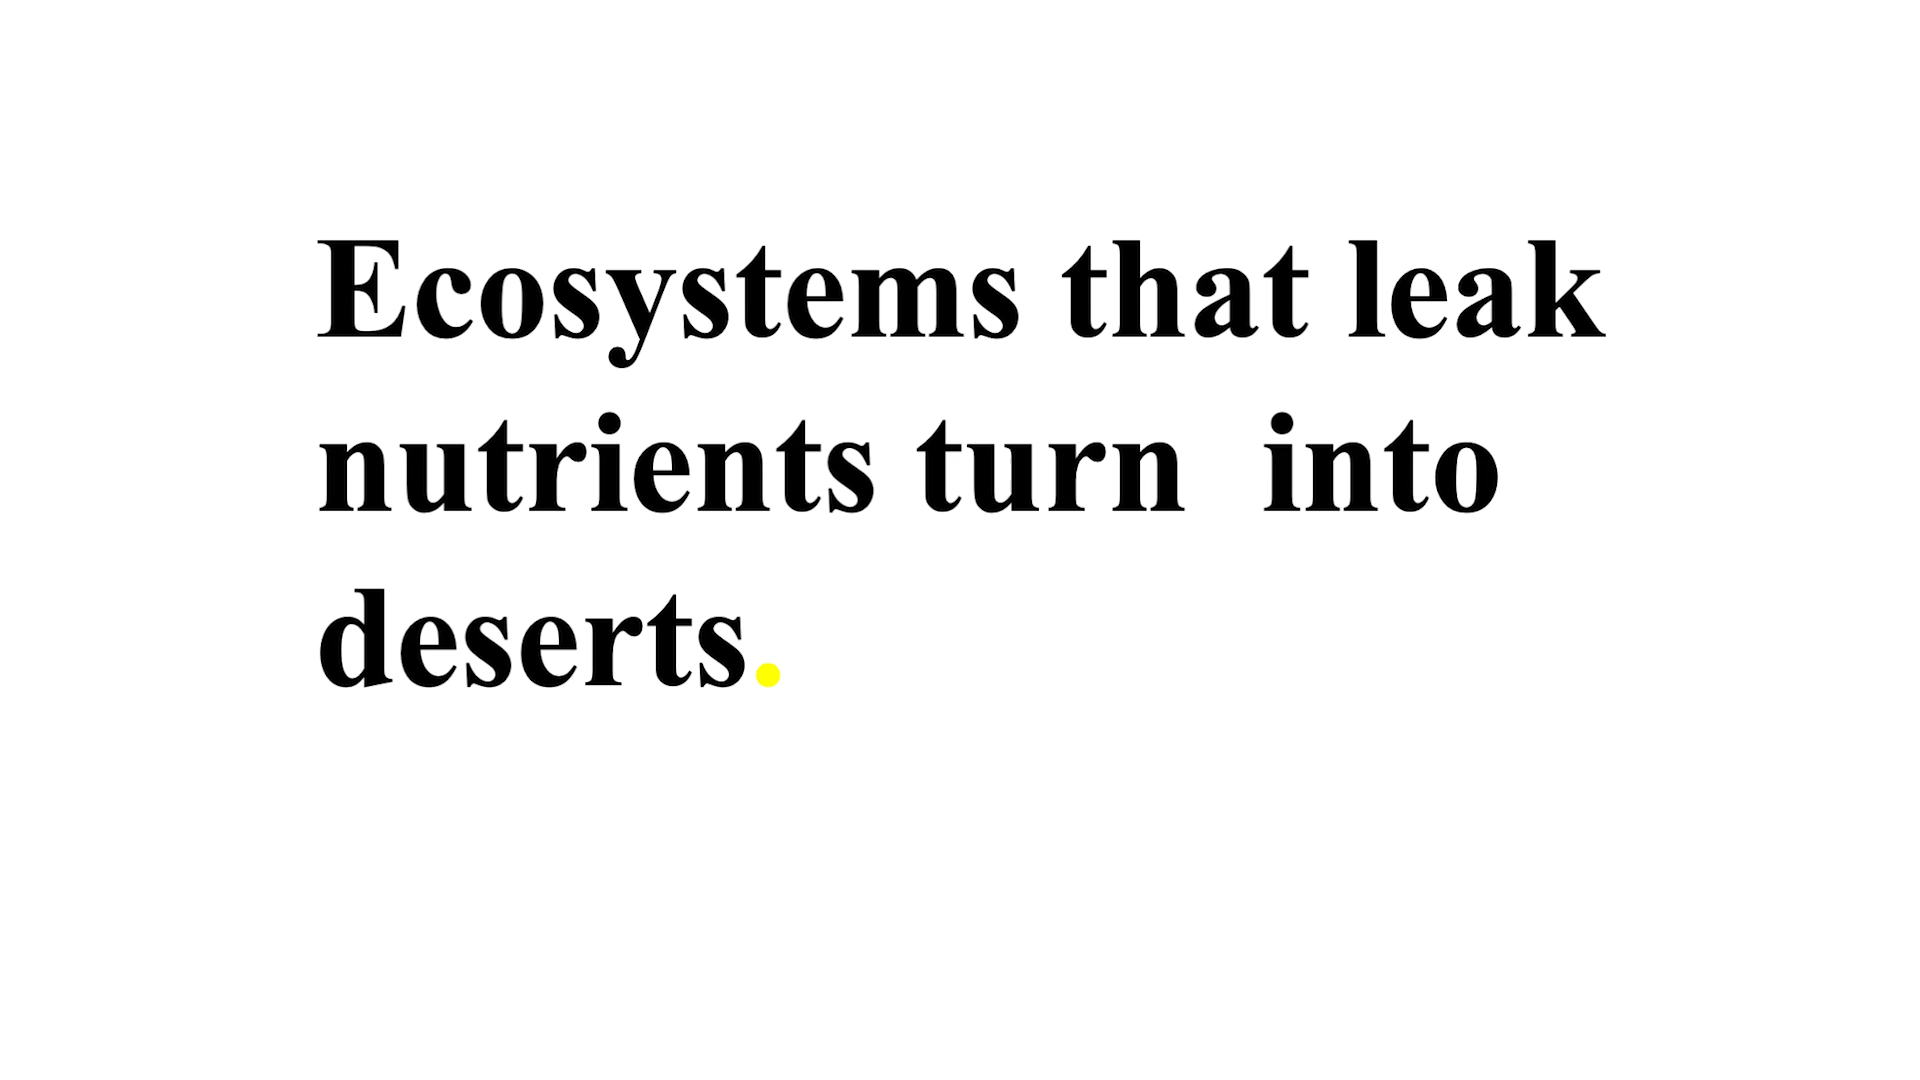 Ecosystems that leak
nutrients turn  into
deserts.